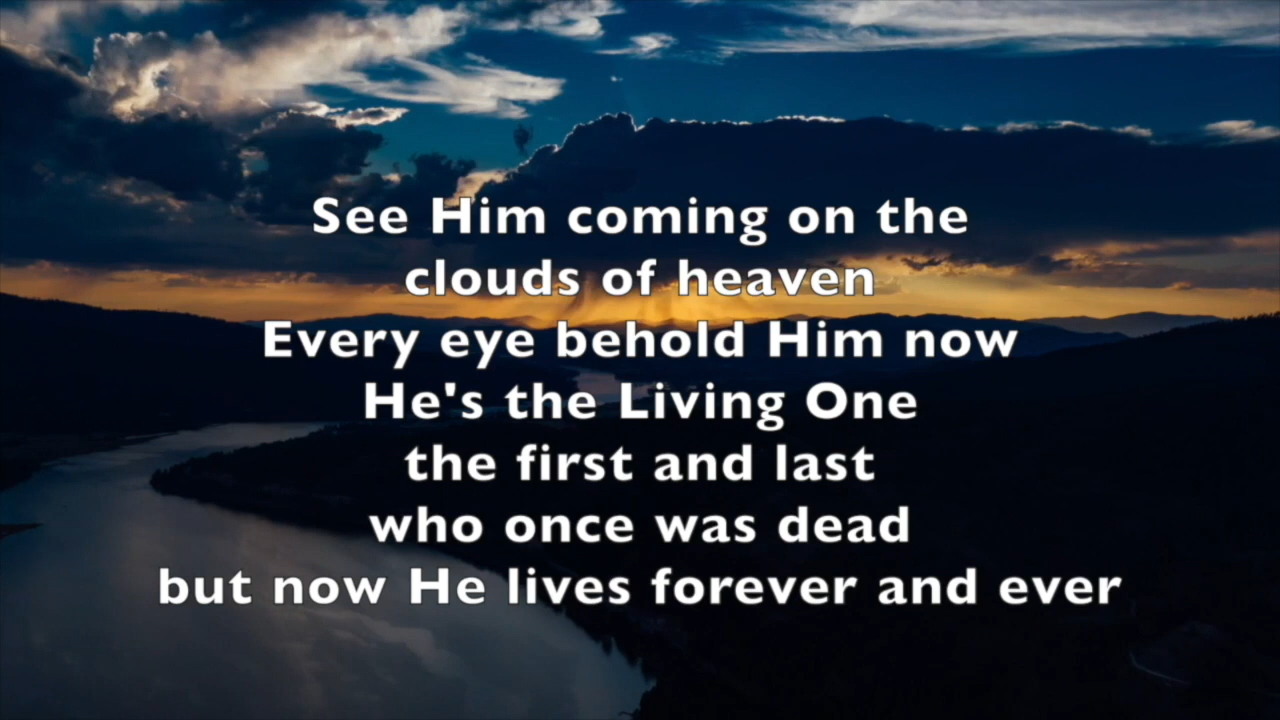 See Him coming on the
clouds of heaven
Every eye behold Him now
He's the Living One
the first and last
who once was dead
but now He lives forever and ever